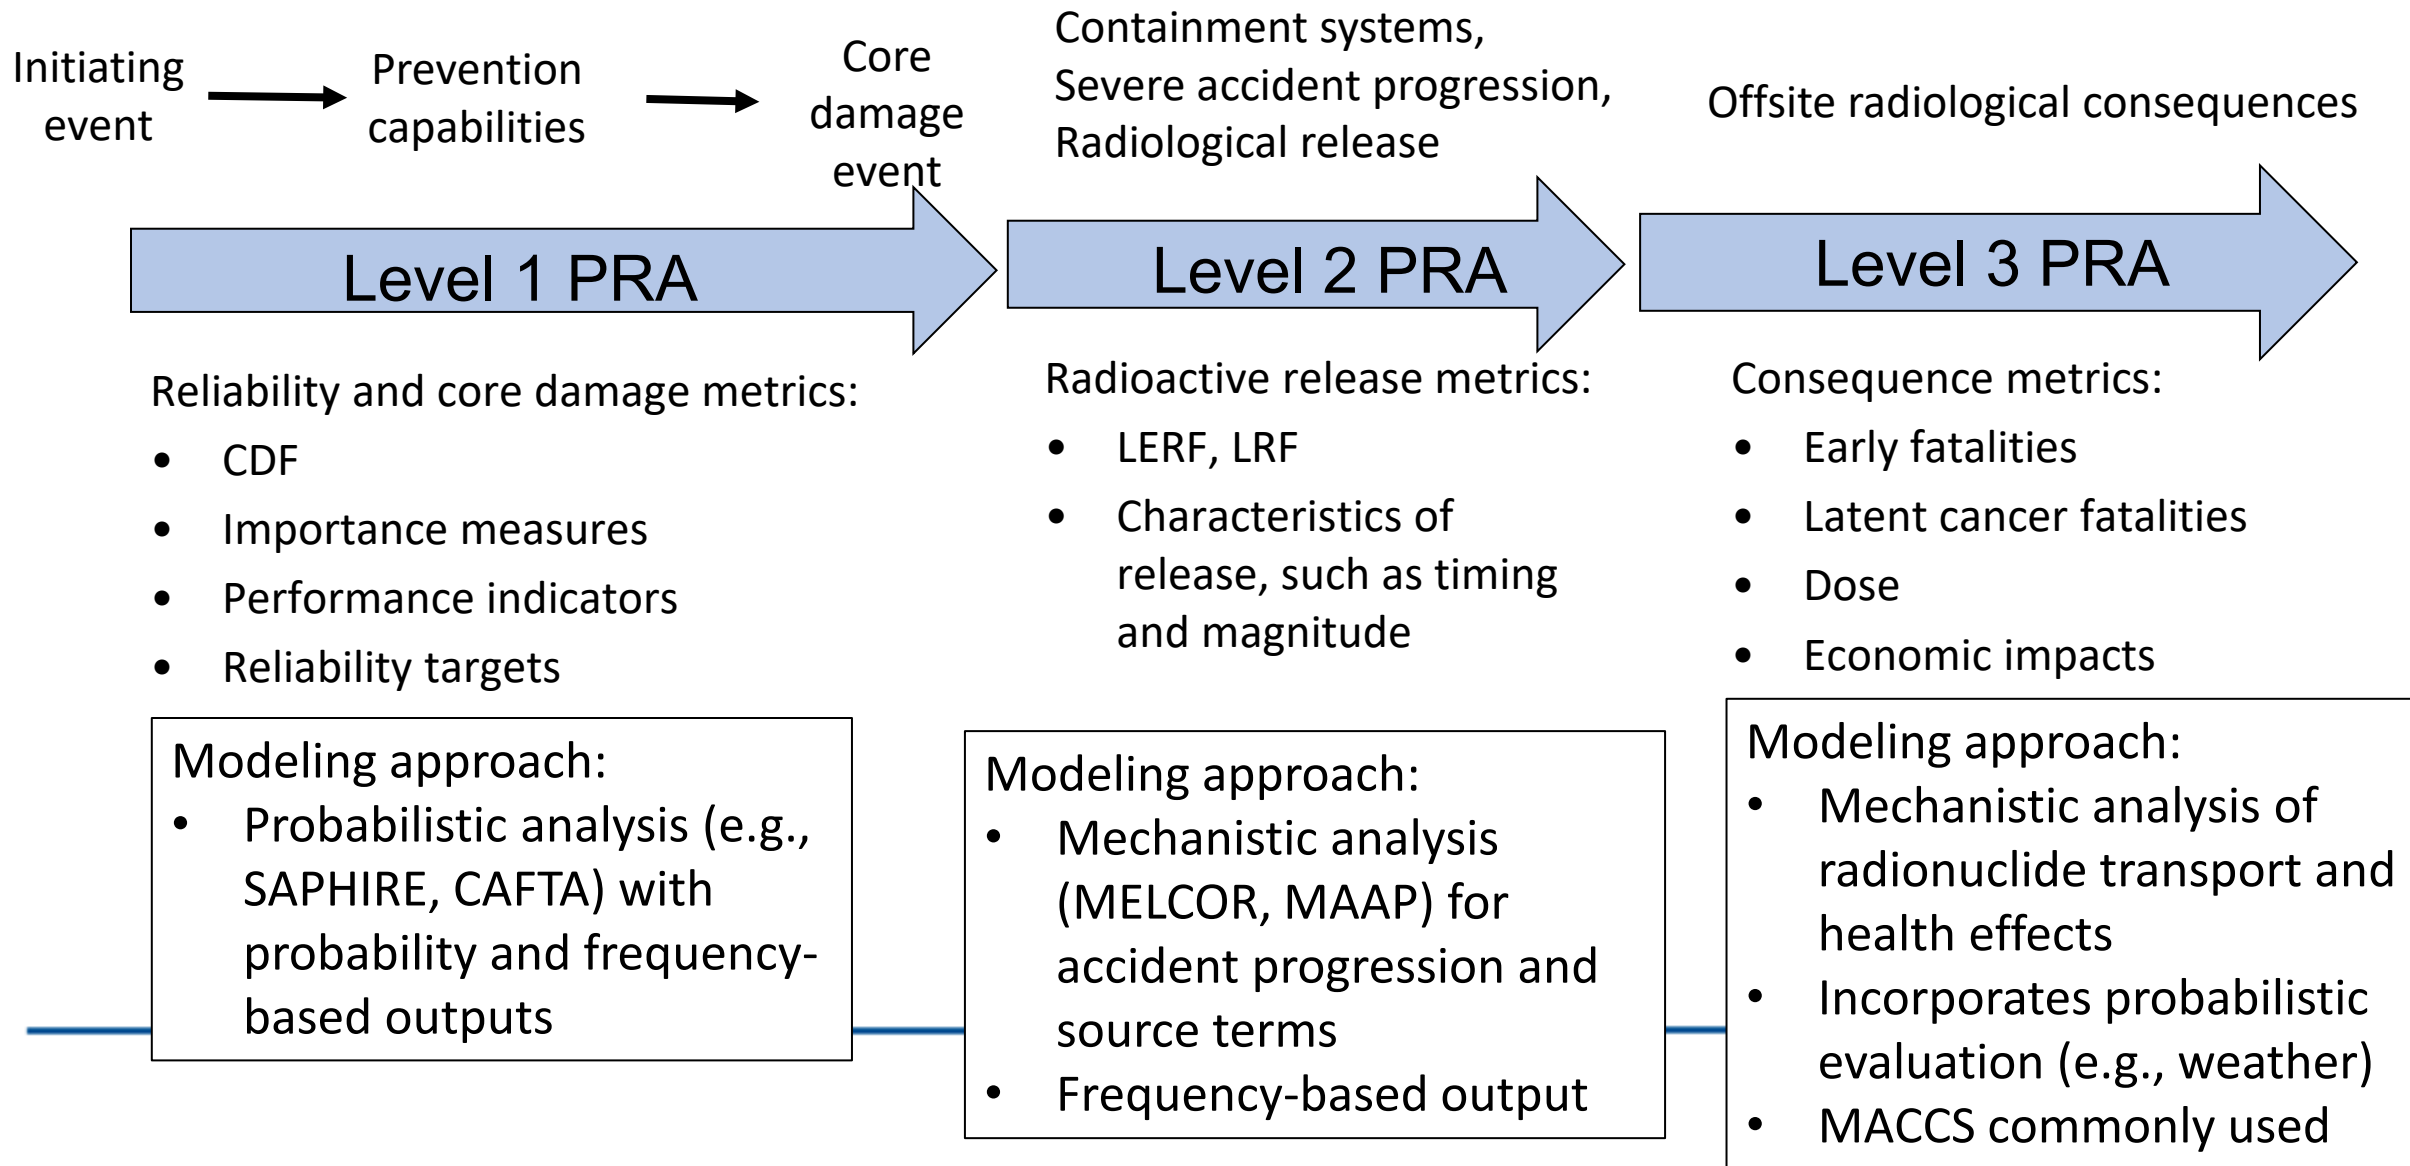 Initiating
event
Prevention
capabilities
Core
damage
event
Containment systems,
Severe accident progression,
Radiological release
Offsite radiological consequences
Level 1 PRA
Level 2 PRA
Level 3 PRA
Reliability and core damage metrics:
• CDF
• Importance measures
• Performance indicators
• Reliability targets
Radioactive release metrics:
• LERF, LRF
• Characteristics of
release, such as timing
and magnitude
Consequence metrics:
• Early fatalities
• Latent cancer fatalities
• Dose
• Economic impacts
Modeling approach:
• Probabilistic analysis (e.g.,
SAPHIRE, CAFTA) with
probability and frequency-
based outputs
Modeling approach:
• Mechanistic analysis
(MELCOR, MAAP) for
accident progression and
source terms
• Frequency-based output
Modeling approach:
• Mechanistic analysis of
radionuclide transport and
health effects
• Incorporates probabilistic
evaluation (e.g., weather)
• MACCS commonly used